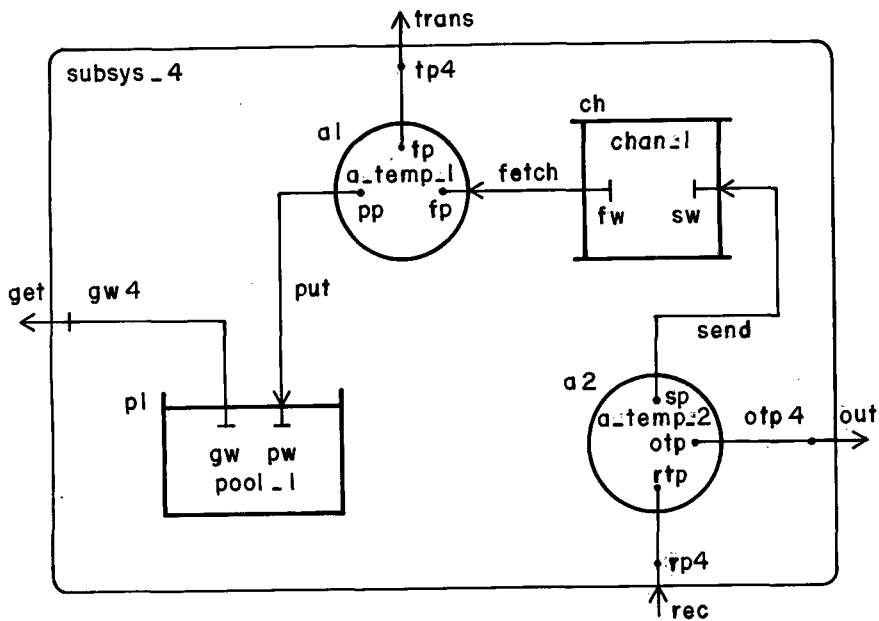 trans
subsys_4
tp4
ch
a1
chan_1
fp
a_temp_1
fetch
pp
fp
fw
sw
get
gw4
put
send
a2
p1
sp
a_temp_2
otp4
out
otp
gw
pw
pool_1
rtp
rp4
rec